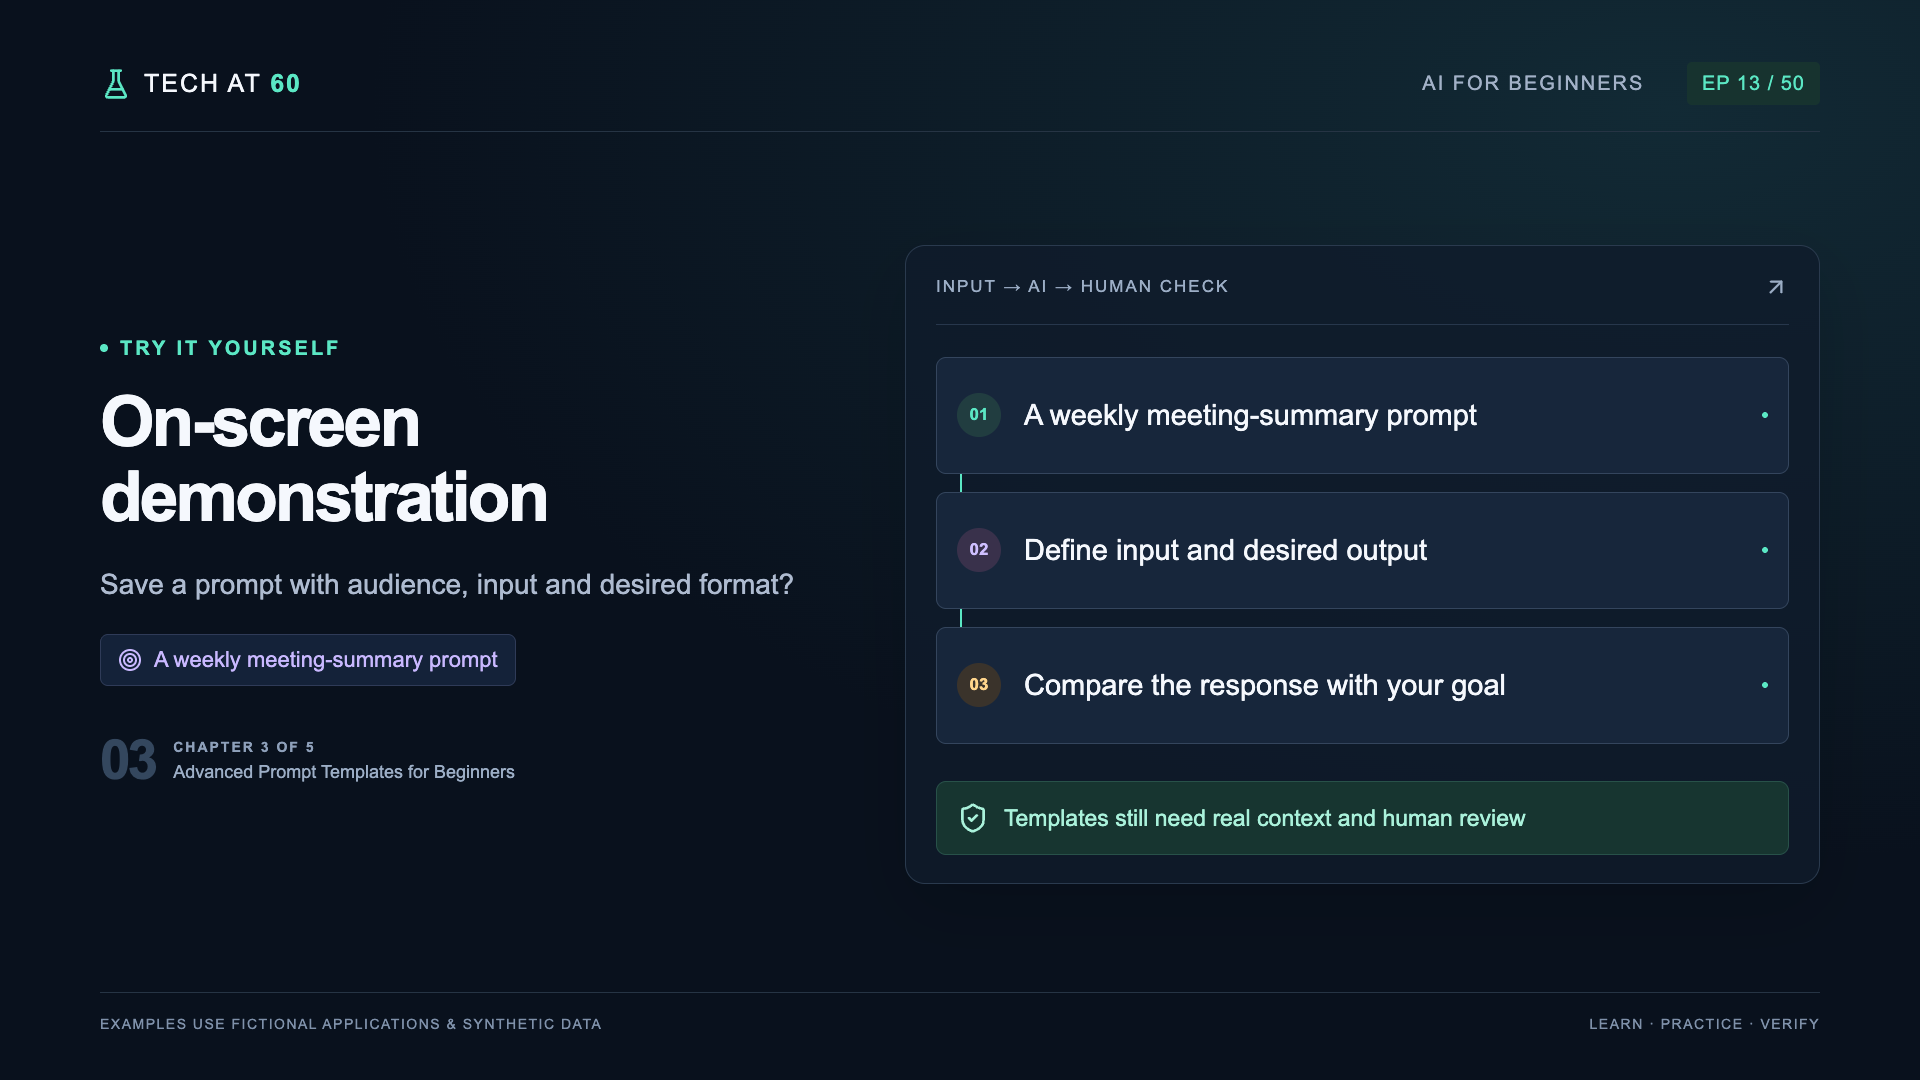 TECH AT 60
AI FOR BEGINNERS
EP 13 / 50
• TRY IT YOURSELF
On-screen
demonstration
Save a prompt with audience, input and desired format?
A weekly meeting-summary prompt
03
CHAPTER 3 OF 5
Advanced Prompt Templates for Beginners
INPUT → AI → HUMAN CHECK
01 A weekly meeting-summary prompt
02 Define input and desired output
03 Compare the response with your goal
Templates still need real context and human review
EXAMPLES USE FICTIONAL APPLICATIONS & SYNTHETIC DATA
LEARN · PRACTICE · VERIFY